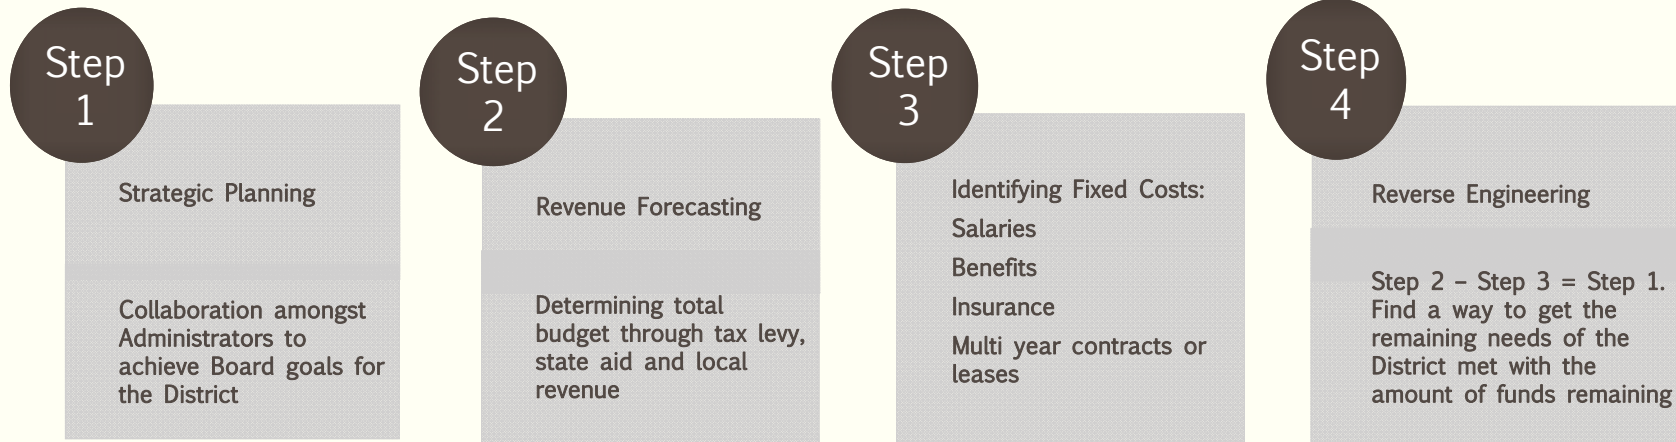 Step
1
Strategic Planning
Collaboration amongst
Administrators to
achieve Board goals for
the District
Step
2
Revenue Forecasting
Determining total
budget through tax levy,
state aid and local
revenue
Step
3
Identifying Fixed Costs:
Salaries
Benefits
Insurance
Multi year contracts or
leases
Step
4
Reverse Engineering
Step 2 – Step 3 = Step 1.
Find a way to get the
remaining needs of the
District met with the
amount of funds remaining